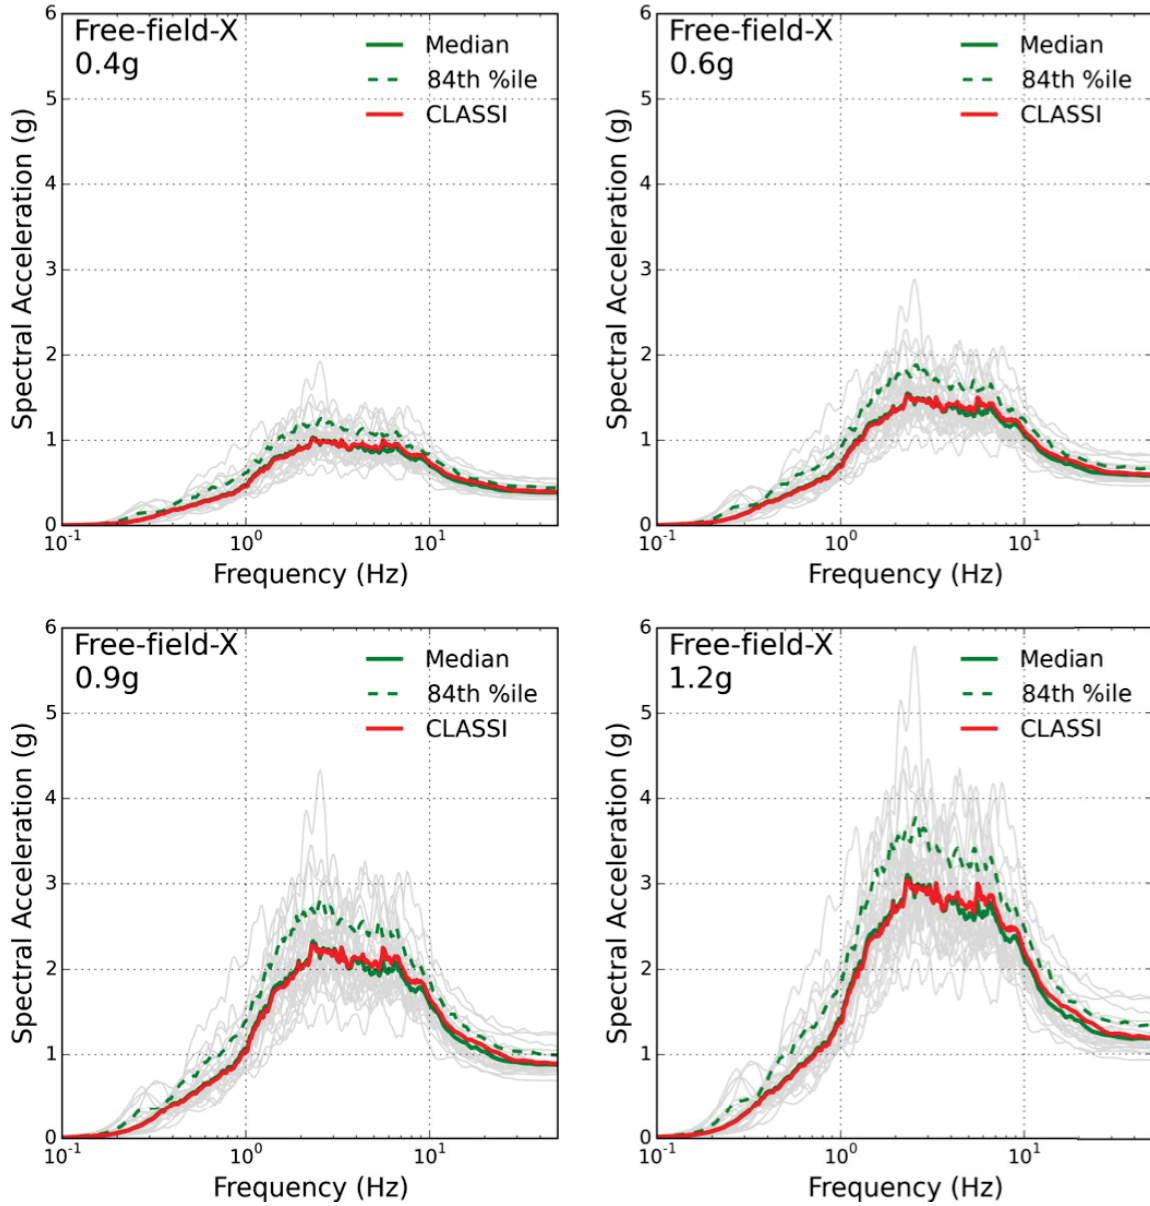 Free-field-X
0.4g
Median
84th %ile
CLASSI
Spectral Acceleration (g)
6
5
4
3
2
1
0
10⁻¹
10⁰
10¹
Frequency (Hz)
Free-field-X
0.6g
Median
84th %ile
CLASSI
Spectral Acceleration (g)
6
5
4
3
2
1
0
10⁻¹
10⁰
10¹
Frequency (Hz)
Free-field-X
0.9g
Median
84th %ile
CLASSI
Spectral Acceleration (g)
6
5
4
3
2
1
0
10⁻¹
10⁰
10¹
Frequency (Hz)
Free-field-X
1.2g
Median
84th %ile
CLASSI
Spectral Acceleration (g)
6
5
4
3
2
1
0
10⁻¹
10⁰
10¹
Frequency (Hz)